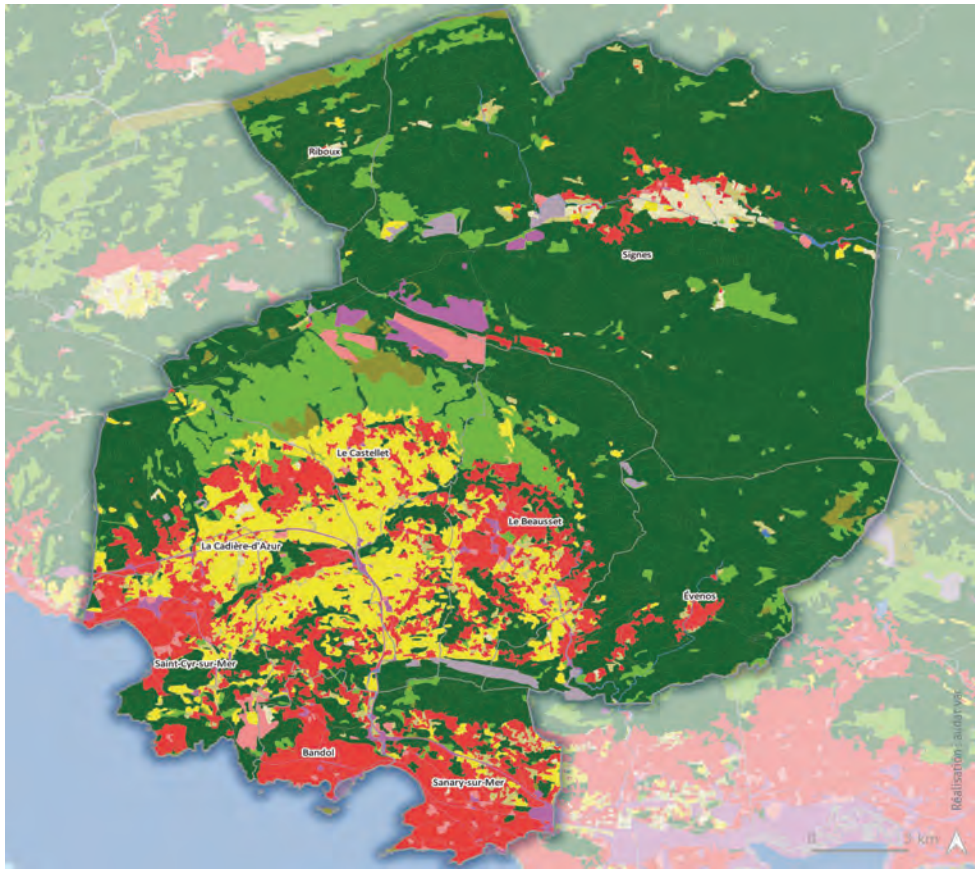 Riboux
Signes
Le Castellet
Le Beausset
La Cadière-d'Azur
Évenos
Saint-Cyr-sur-Mer
Bandol
Sanary-sur-Mer
Réalisation : audat.var
0 3 km